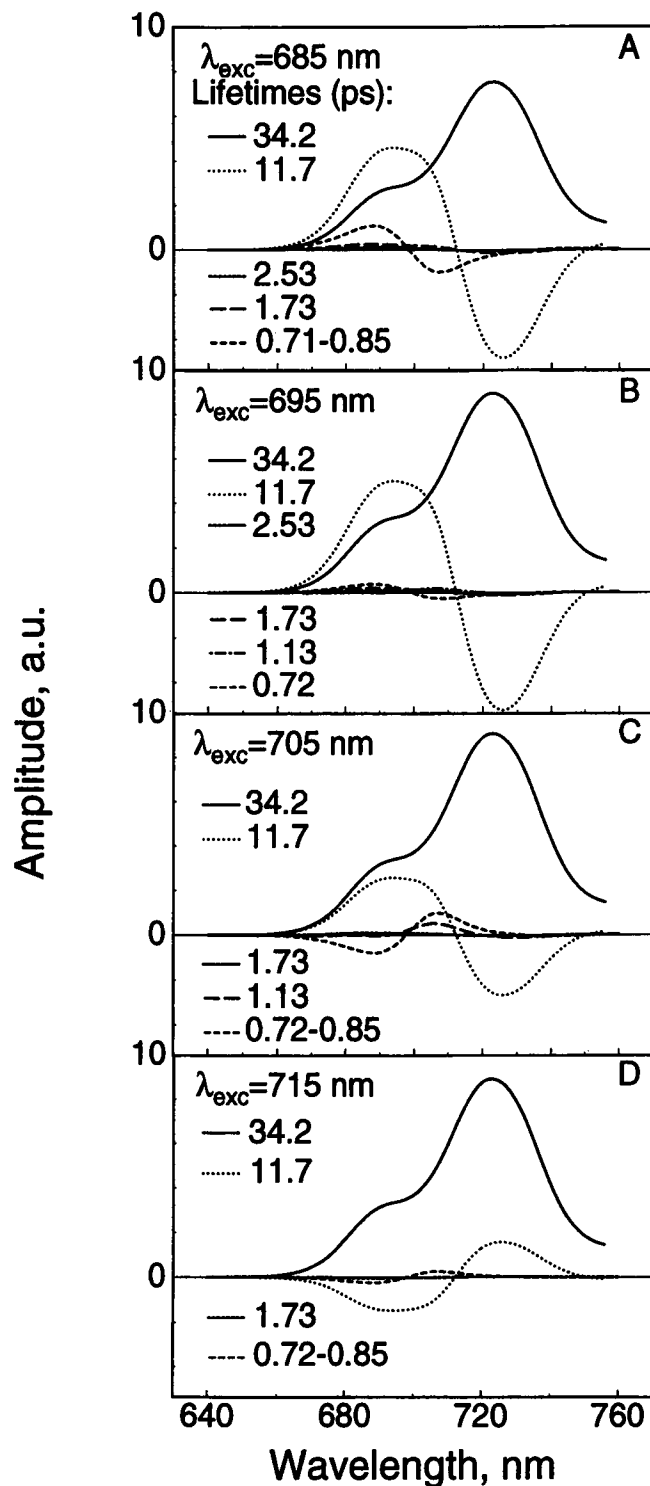 10
A
λexc=685 nm
Lifetimes (ps):
34.2
11.7
0
2.53
1.73
0.71-0.85
10
B
λexc=695 nm
34.2
11.7
2.53
0
1.73
1.13
0.72
10
C
λexc=705 nm
34.2
11.7
0
1.73
1.13
0.72-0.85
10
D
λexc=715 nm
34.2
11.7
0
1.73
0.72-0.85
640 680 720 760
Wavelength, nm
Amplitude, a.u.